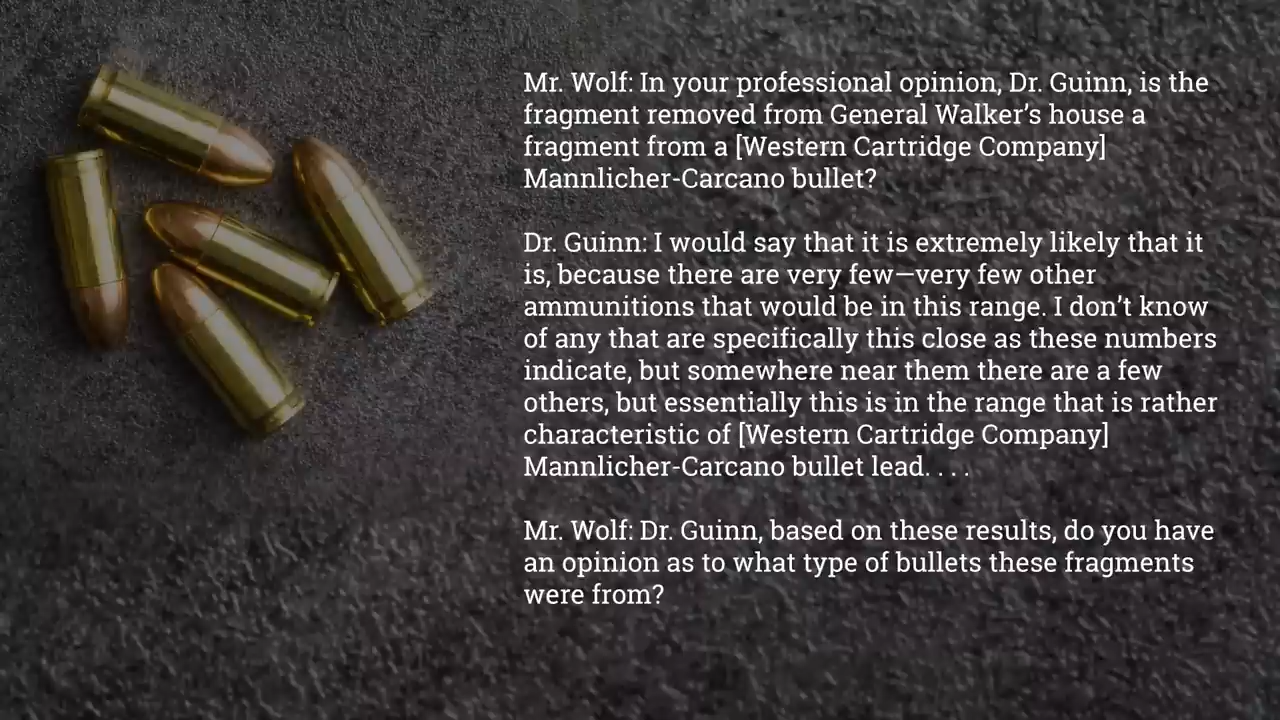 Mr. Wolf: In your professional opinion, Dr. Guinn, is the
fragment removed from General Walker’s house a
fragment from a [Western Cartridge Company]
Mannlicher-Carcano bullet?
Dr. Guinn: I would say that it is extremely likely that it
is, because there are very few—very few other
ammunitions that would be in this range. I don’t know
of any that are specifically this close as these numbers
indicate, but somewhere near them there are a few
others, but essentially this is in the range that is rather
characteristic of [Western Cartridge Company]
Mannlicher-Carcano bullet lead. . . .
Mr. Wolf: Dr. Guinn, based on these results, do you have
an opinion as to what type of bullets these fragments
were from?